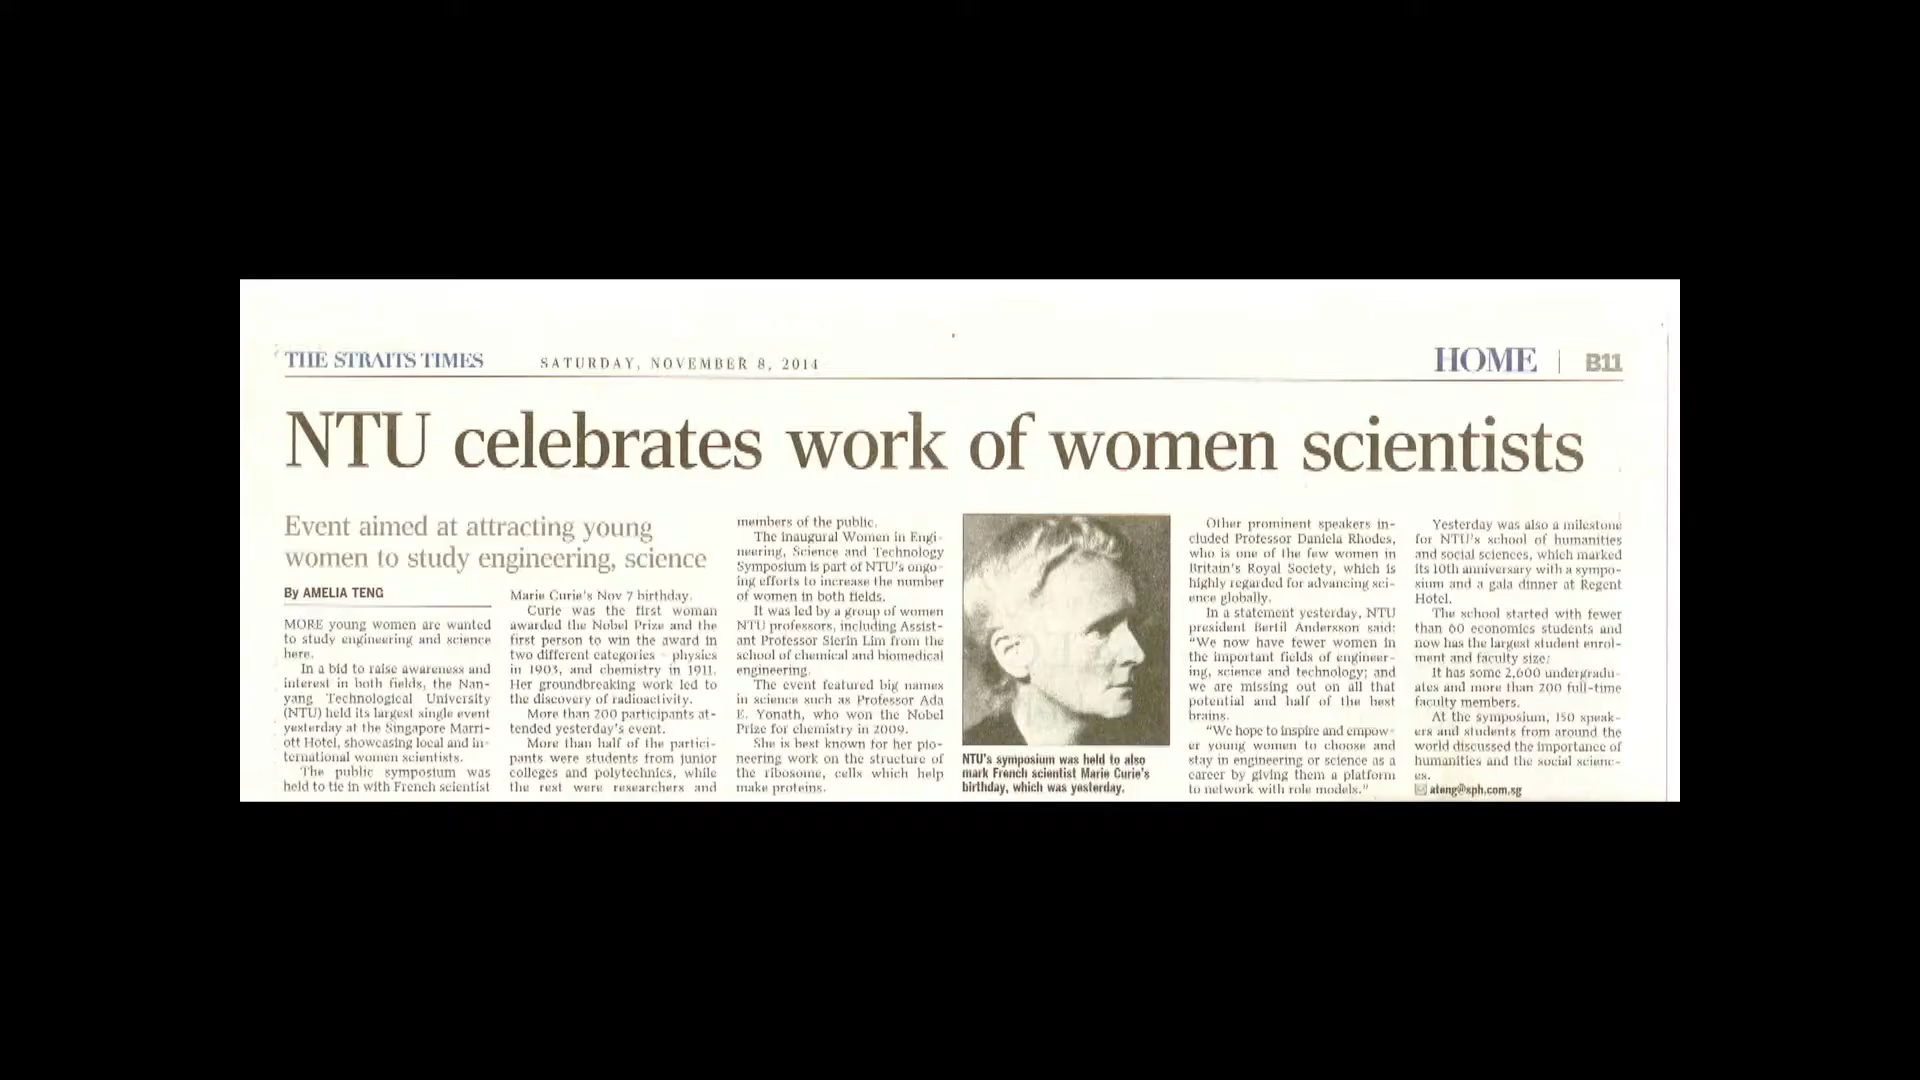 THE STRAITS TIMES
SATURDAY, NOVEMBER 8, 2014
HOME | B11
NTU celebrates work of women scientists
Event aimed at attracting young
women to study engineering, science
By AMELIA TENG
MORE young women are wanted
to study engineering and science
here.
In a bid to raise awareness and
interest in both fields, the Nan-
yang Technological University
(NTU) held its largest single event
yesterday at the Singapore Marri-
ott Hotel, showcasing local and in-
ternational women scientists.
The public symposium was
held to tie in with French scientist
Marie Curie's Nov 7 birthday.
Curie was the first woman
awarded the Nobel Prize and the
first person to win the award in
two different categories - physics
in 1903, and chemistry in 1911.
Her groundbreaking work led to
the discovery of radioactivity.
More than 200 participants at-
tended yesterday's event.
More than half of the partici-
pants were students from junior
colleges and polytechnics, while
the rest were researchers and
members of the public.
The inaugural Women in Engi-
neering, Science and Technology
Symposium is part of NTU's ongo-
ing efforts to increase the number
of women in both fields.
It was led by a group of women
NTU professors, including Assist-
ant Professor Sierin Lim from the
school of chemical and biomedical
engineering.
The event featured big names
in science such as Professor Ada
E. Yonath, who won the Nobel
Prize for chemistry in 2009.
She is best known for her pio-
neering work on the structure of
the ribosome, cells which help
make proteins.
NTU's symposium was held to also
mark French scientist Marie Curie's
birthday, which was yesterday.
Other prominent speakers in-
cluded Professor Daniela Rhodes,
who is one of the few women in
Britain's Royal Society, which is
highly regarded for advancing sci-
ence globally.
In a statement yesterday, NTU
president Bertil Andersson said:
"We now have fewer women in
the important fields of engineer-
ing, science and technology; and
we are missing out on all that
potential and half of the best
brains.
"We hope to inspire and empow-
er young women to choose and
stay in engineering or science as a
career by giving them a platform
to network with role models."
Yesterday was also a milestone
for NTU's school of humanities
and social sciences, which marked
its 10th anniversary with a sympo-
sium and a gala dinner at Regent
Hotel.
The school started with fewer
than 60 economics students and
now has the largest student enrol-
ment and faculty size.
It has some 2,600 undergradu-
ates and more than 200 full-time
faculty members.
At the symposium, 150 speak-
ers and students from around the
world discussed the importance of
humanities and the social scienc-
es.
ateng@sph.com.sg